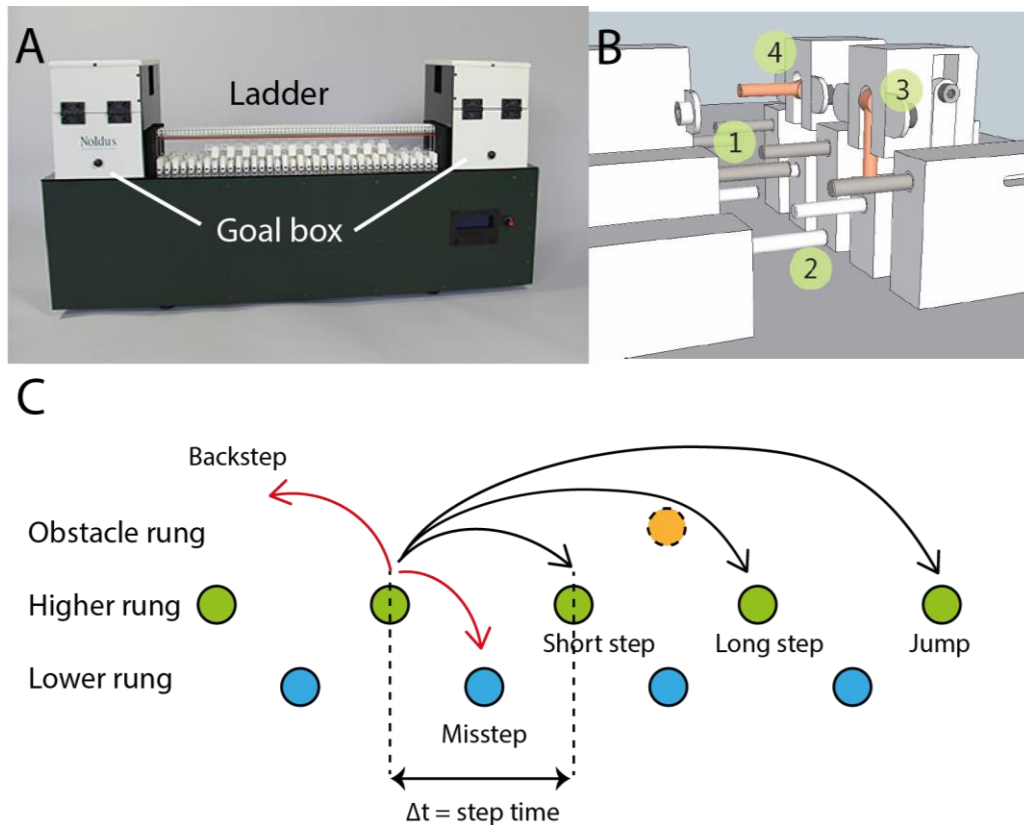 A
Ladder
Noldus
Goal box
B
4
3
1
2
C
Backstep
Obstacle rung
Higher rung
Short step
Long step
Jump
Lower rung
Misstep
Δt = step time